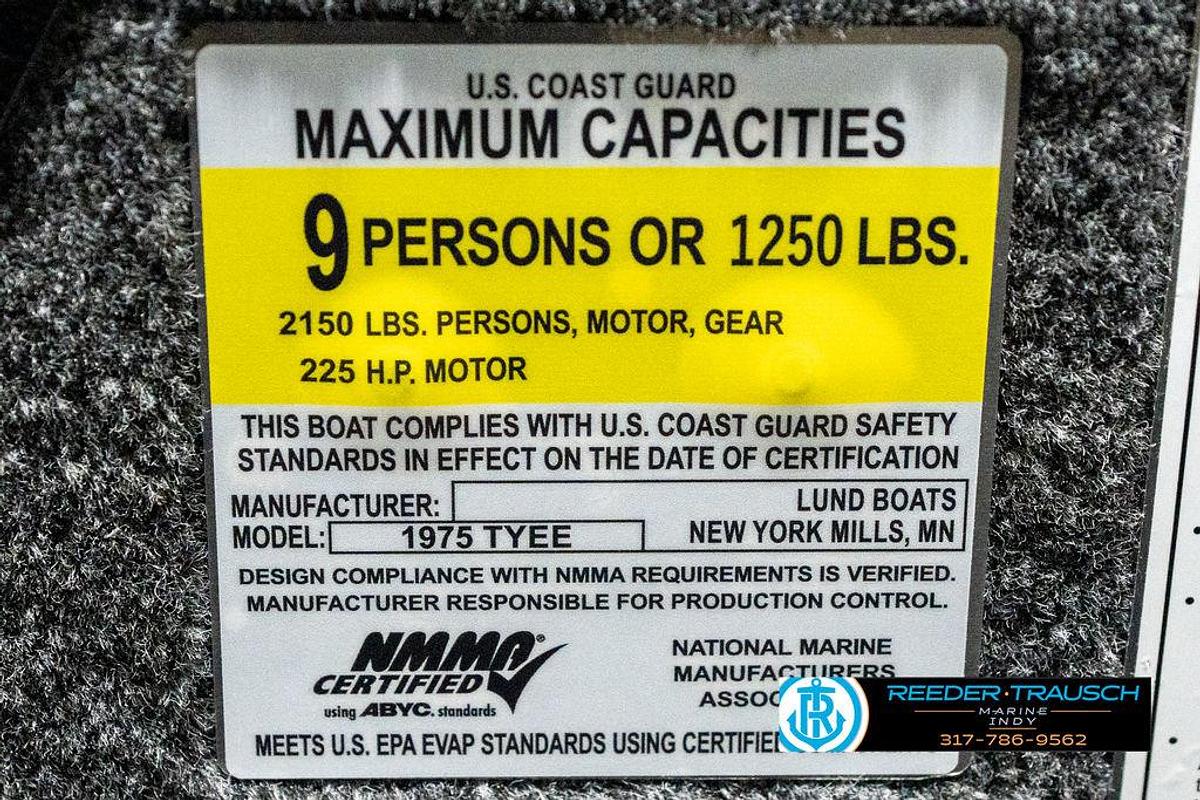 U.S. COAST GUARD
MAXIMUM CAPACITIES
9 PERSONS OR 1250 LBS.
2150 LBS. PERSONS, MOTOR, GEAR
225 H.P. MOTOR
THIS BOAT COMPLIES WITH U.S. COAST GUARD SAFETY
STANDARDS IN EFFECT ON THE DATE OF CERTIFICATION
MANUFACTURER: LUND BOATS
MODEL: 1975 TYEE NEW YORK MILLS, MN
DESIGN COMPLIANCE WITH NMMA REQUIREMENTS IS VERIFIED.
MANUFACTURER RESPONSIBLE FOR PRODUCTION CONTROL.
NMMA®
CERTIFIED
using ABYC. standards
NATIONAL MARINE
MANUFACTURERS
MEETS U.S. EPA EVAP STANDARDS USING
R
REEDER·TRAUSCH
MARINE
INDY
317-786-9562